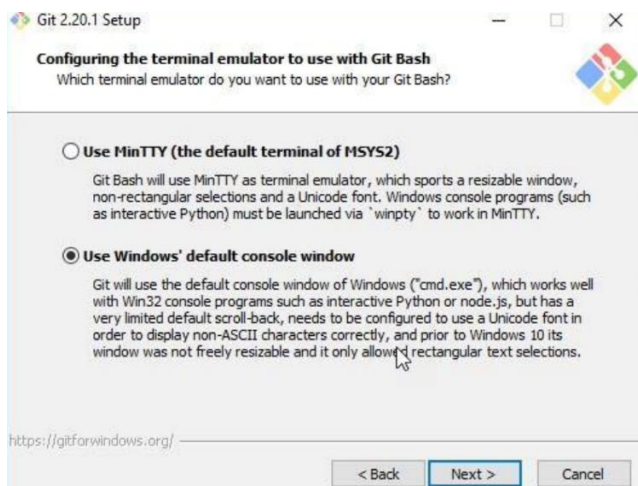 Git 2.20.1 Setup
Configuring the terminal emulator to use with Git Bash
Which terminal emulator do you want to use with your Git Bash?
Use MinTTY (the default terminal of MSYS2)
Git Bash will use MinTTY as terminal emulator, which sports a resizable window,
non-rectangular selections and a Unicode font. Windows console programs (such
as interactive Python) must be launched via `winpty` to work in MinTTY.
Use Windows' default console window
Git will use the default console window of Windows ("cmd.exe"), which works well
with Win32 console programs such as interactive Python or node.js, but has a
very limited default scroll-back, needs to be configured to use a Unicode font in
order to display non-ASCII characters correctly, and prior to Windows 10 its
window was not freely resizable and it only allowed rectangular text selections.
https://gitforwindows.org/
< Back Next > Cancel